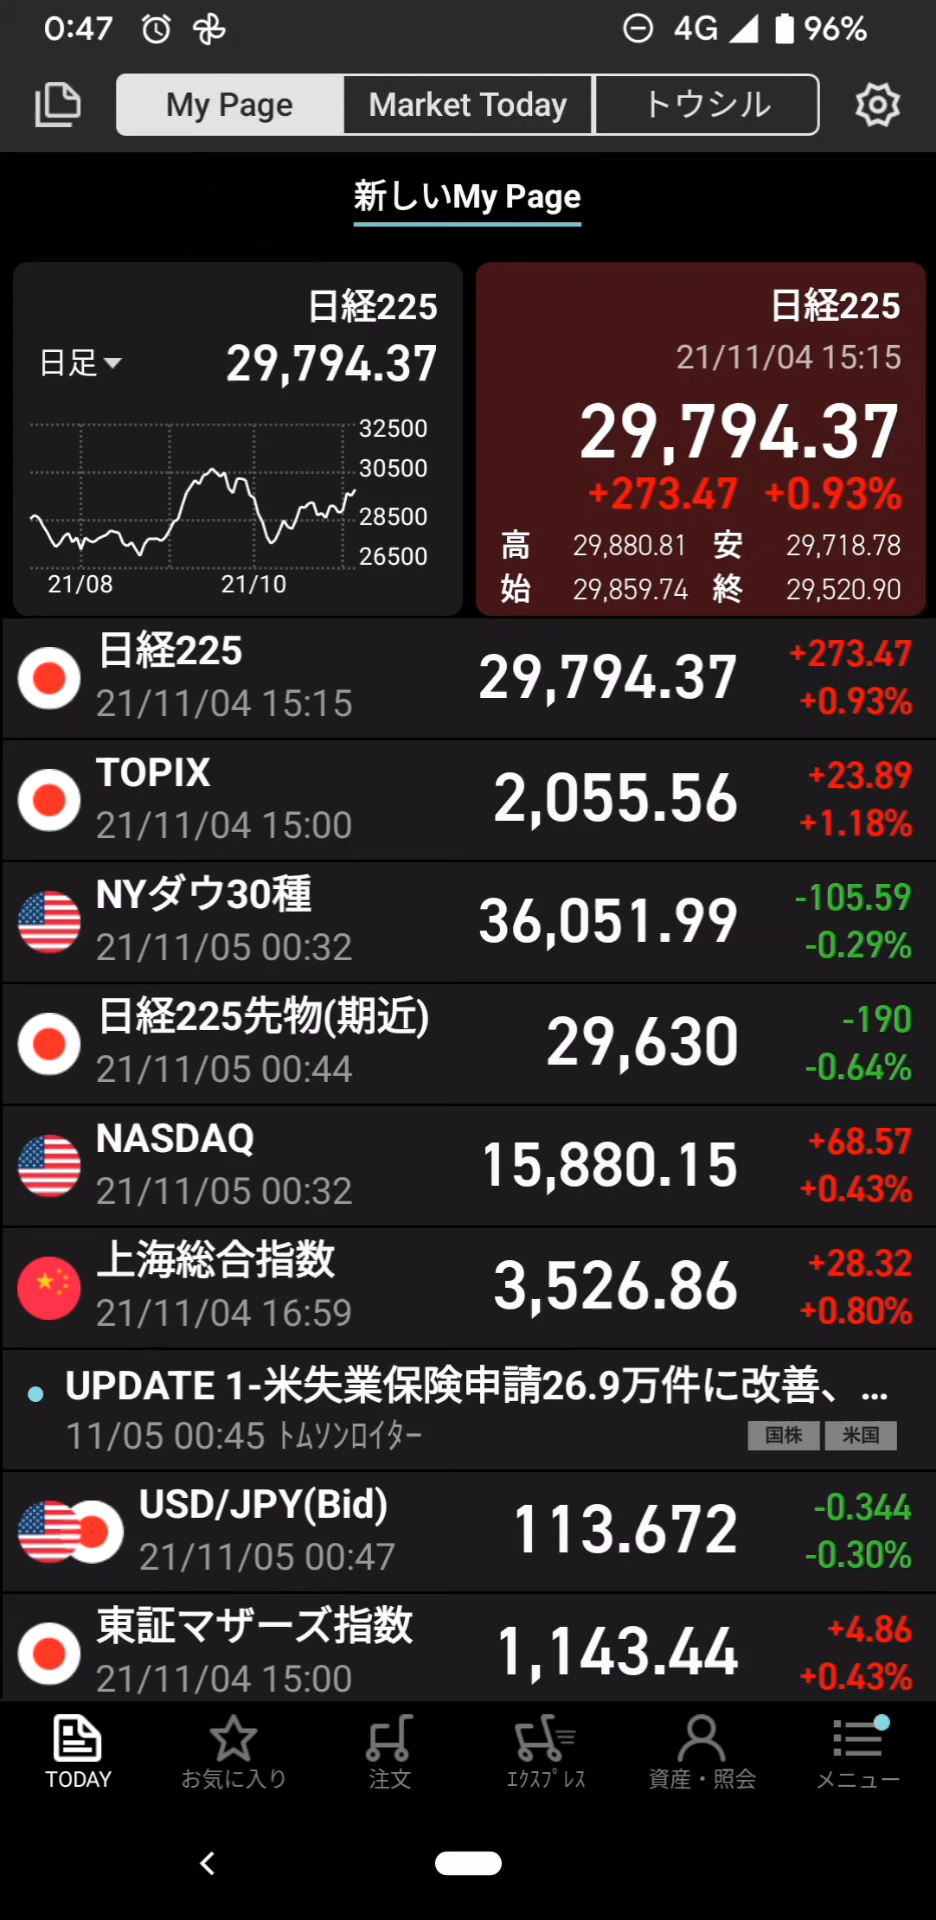 0:47 4G 96%
My Page Market Today トウシル
新しいMy Page
日経225
日足 29,794.37
32500
30500
28500
26500
21/08 21/10
日経225
21/11/04 15:15
29,794.37
+273.47 +0.93%
高 29,880.81 安 29,718.78
始 29,859.74 終 29,520.90
日経225
21/11/04 15:15
29,794.37
+273.47
+0.93%
TOPIX
21/11/04 15:00
2,055.56
+23.89
+1.18%
NYダウ30種
21/11/05 00:32
36,051.99
-105.59
-0.29%
日経225先物(期近)
21/11/05 00:44
29,630
-190
-0.64%
NASDAQ
21/11/05 00:32
15,880.15
+68.57
+0.43%
上海総合指数
21/11/04 16:59
3,526.86
+28.32
+0.80%
UPDATE 1-米失業保険申請26.9万件に改善、...
11/05 00:45 ﾄﾑｿﾝﾛｲﾀｰ 国株 米国
USD/JPY(Bid)
21/11/05 00:47
113.672
-0.344
-0.30%
東証マザーズ指数
21/11/04 15:00
1,143.44
+4.86
+0.43%
TODAY お気に入り 注文 ｴｸｽﾌﾟﾚｽ 資産・照会 メニュー